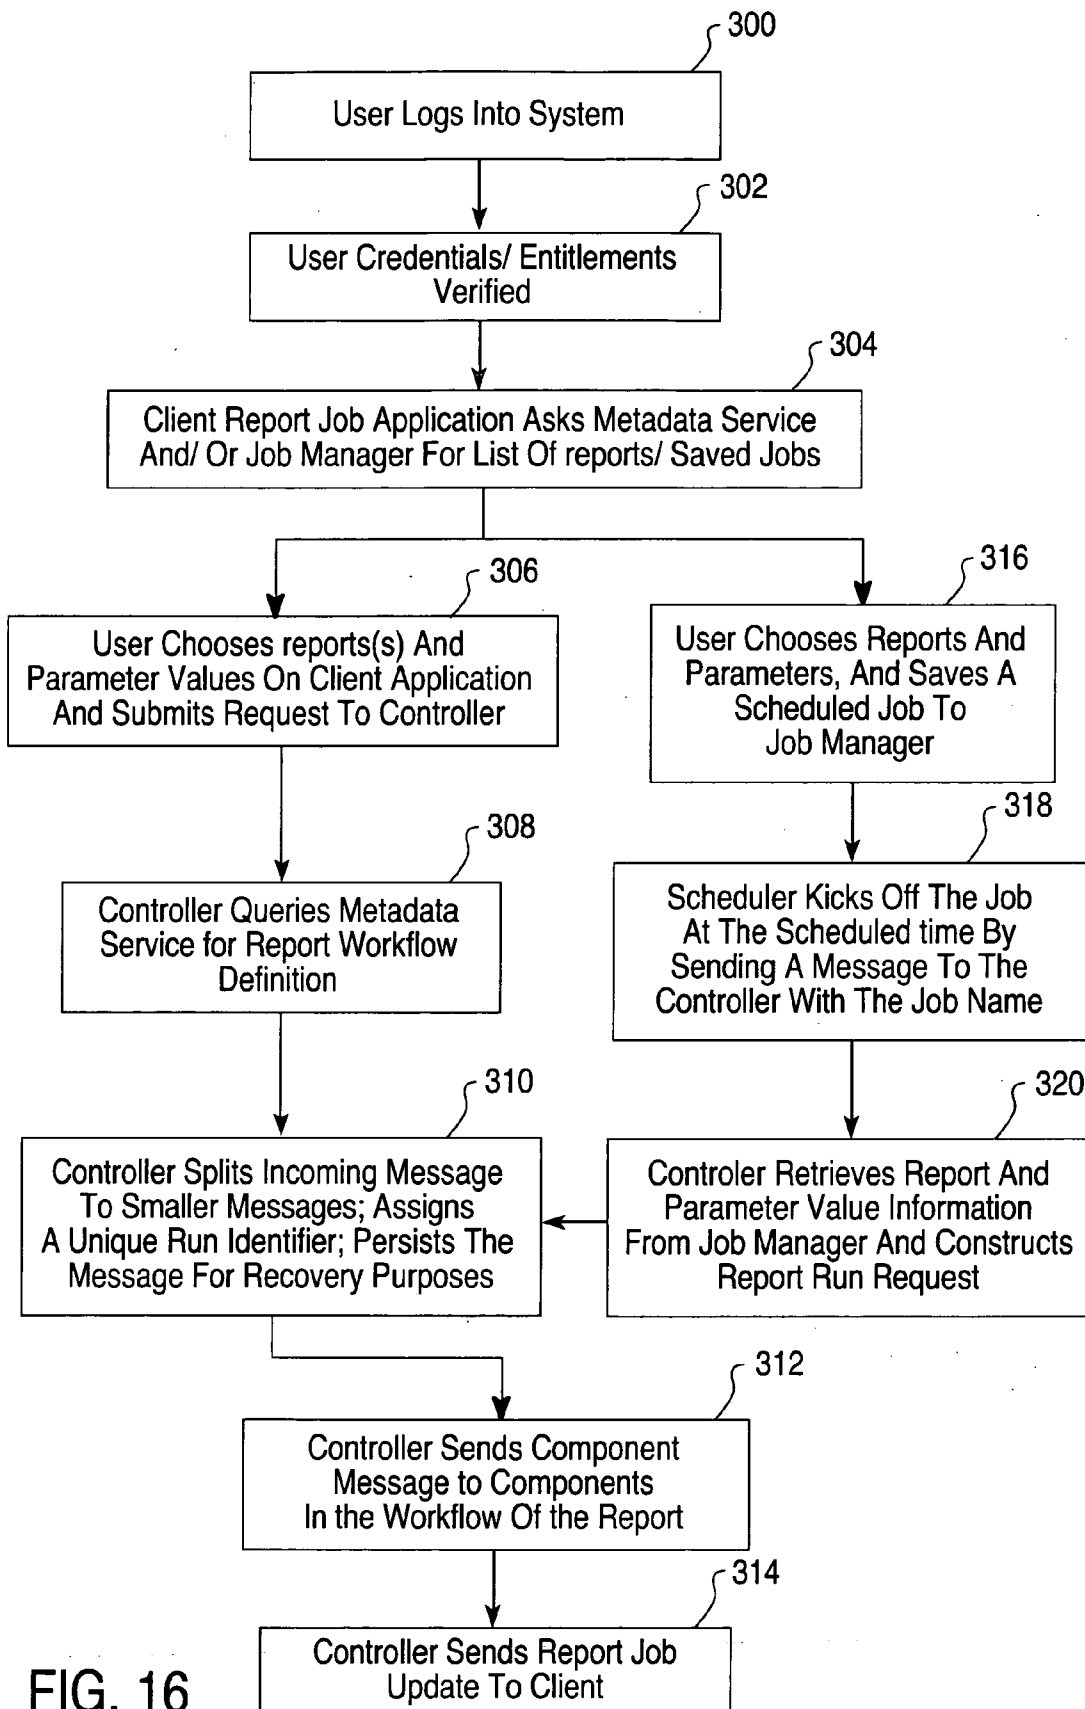 300
User Logs Into System
302
User Credentials/ Entitlements
Verified
304
Client Report Job Application Asks Metadata Service
And/ Or Job Manager For List Of reports/ Saved Jobs
306
User Chooses reports(s) And
Parameter Values On Client Application
And Submits Request To Controller
316
User Chooses Reports And
Parameters, And Saves A
Scheduled Job To
Job Manager
308
Controller Queries Metadata
Service for Report Workflow
Definition
318
Scheduler Kicks Off The Job
At The Scheduled time By
Sending A Message To The
Controller With The Job Name
310
Controller Splits Incoming Message
To Smaller Messages; Assigns
A Unique Run Identifier; Persists The
Message For Recovery Purposes
320
Controler Retrieves Report And
Parameter Value Information
From Job Manager And Constructs
Report Run Request
312
Controller Sends Component
Message to Components
In the Workflow Of the Report
314
Controller Sends Report Job
Update To Client
FIG. 16